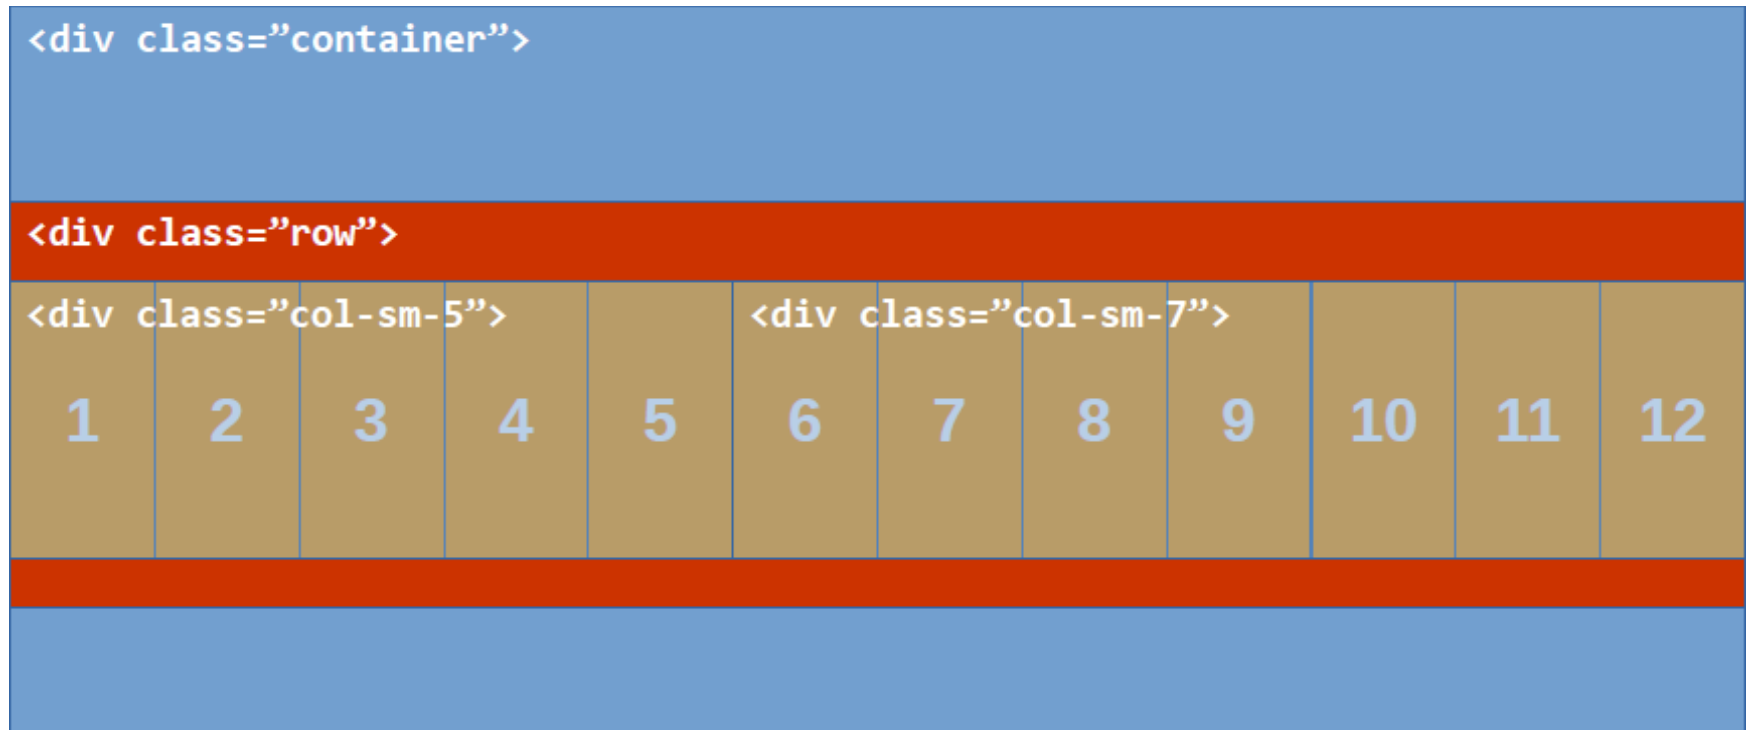 <div class=”container”>
<div class=”row”>
<div class=”col-sm-5”> <div class=”col-sm-7”>
1 2 3 4 5 6 7 8 9 10 11 12